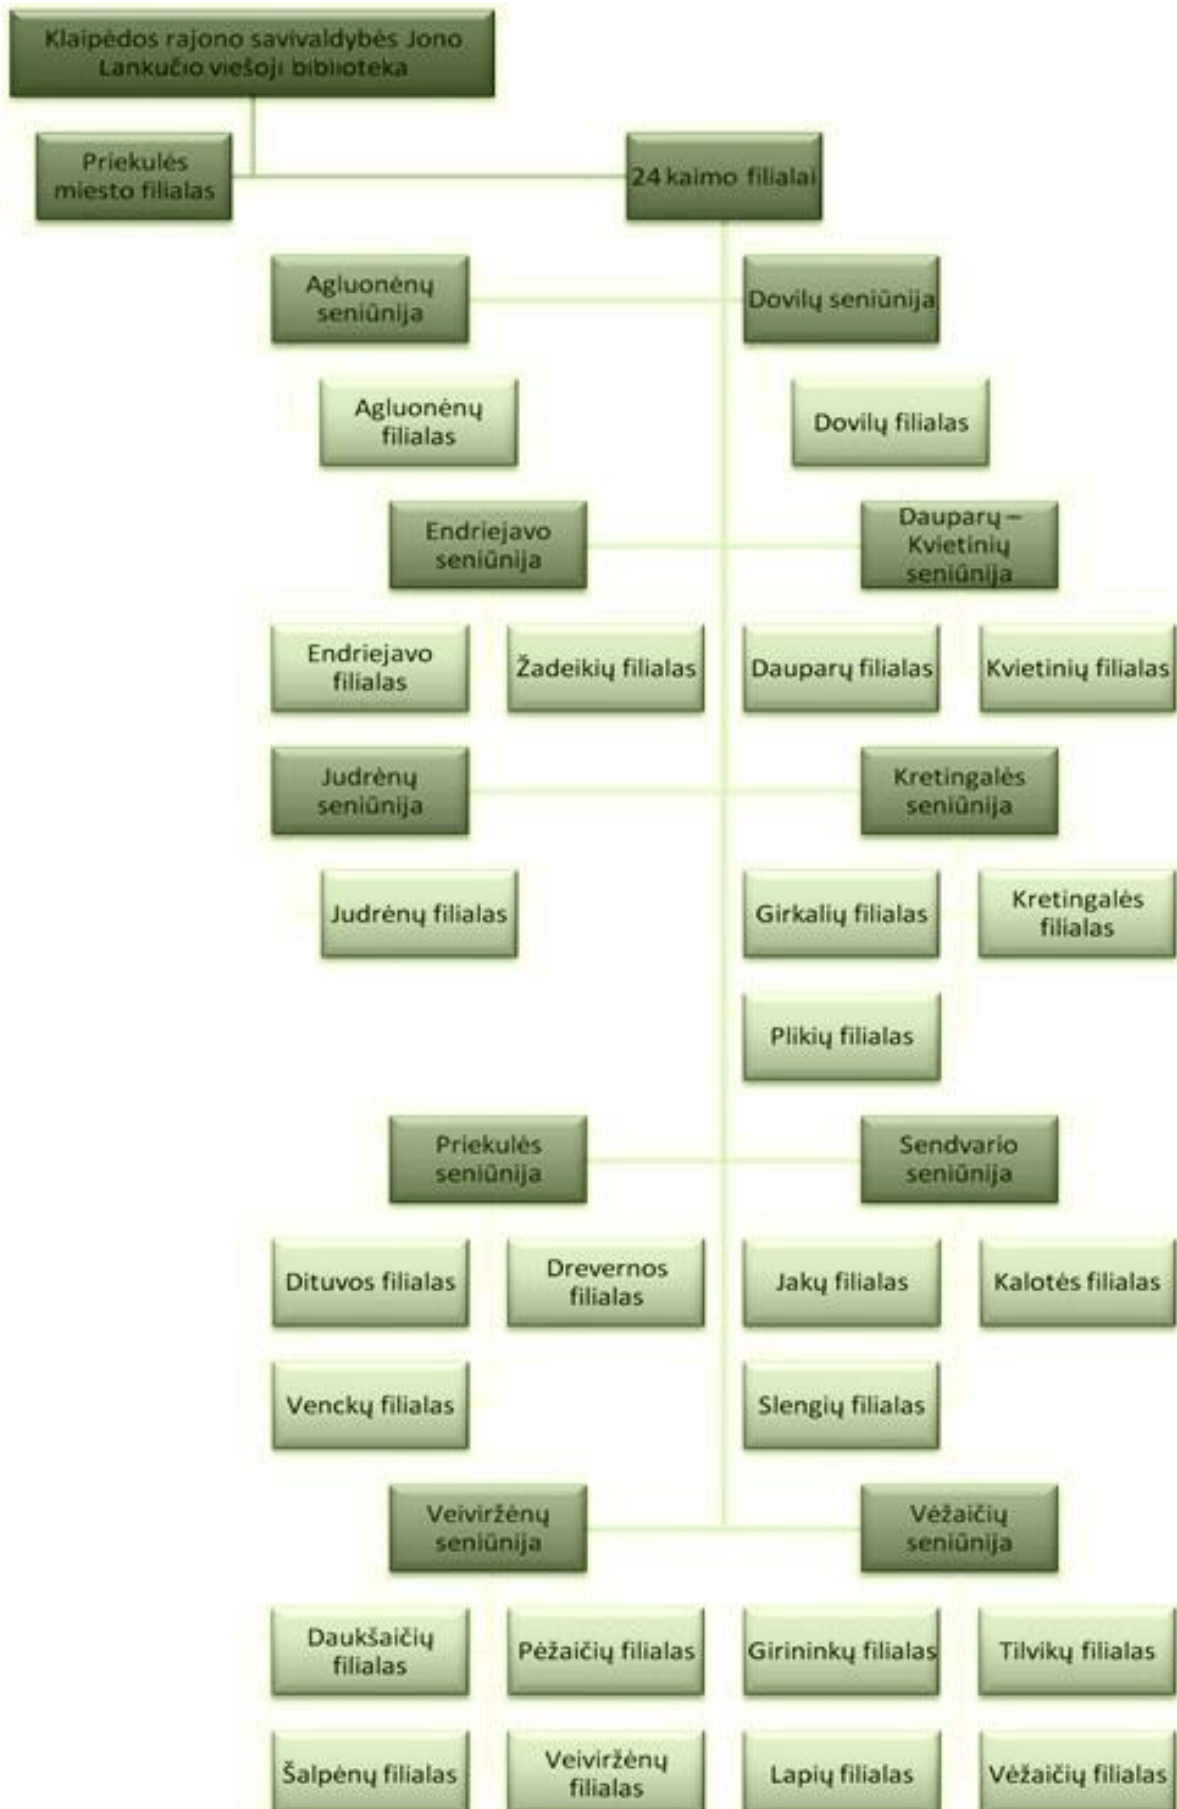 Klaipėdos rajono savivaldybės Jono
Lankučio viešoji biblioteka
Priekulės
miesto filialas
24 kaimo filialai
Agluonėnų
seniūnija
Dovilų seniūnija
Agluonėnų
filialas
Dovilų filialas
Endriejavo
seniūnija
Dauparų –
Kvietinių
seniūnija
Endriejavo
filialas
Žadeikių filialas
Dauparų filialas
Kvietinių filialas
Judrėnų
seniūnija
Kretingalės
seniūnija
Judrėnų filialas
Girkalių filialas
Kretingalės
filialas
Plikių filialas
Priekulės
seniūnija
Sendvario
seniūnija
Dituvos filialas
Drevernos
filialas
Jakų filialas
Kalotės filialas
Venckų filialas
Slengių filialas
Veiviržėnų
seniūnija
Vėžaičių
seniūnija
Daukšaičių
filialas
Pėžaičių filialas
Girininkų filialas
Tilvikų filialas
Šalpėnų filialas
Veiviržėnų
filialas
Lapių filialas
Vėžaičių filialas